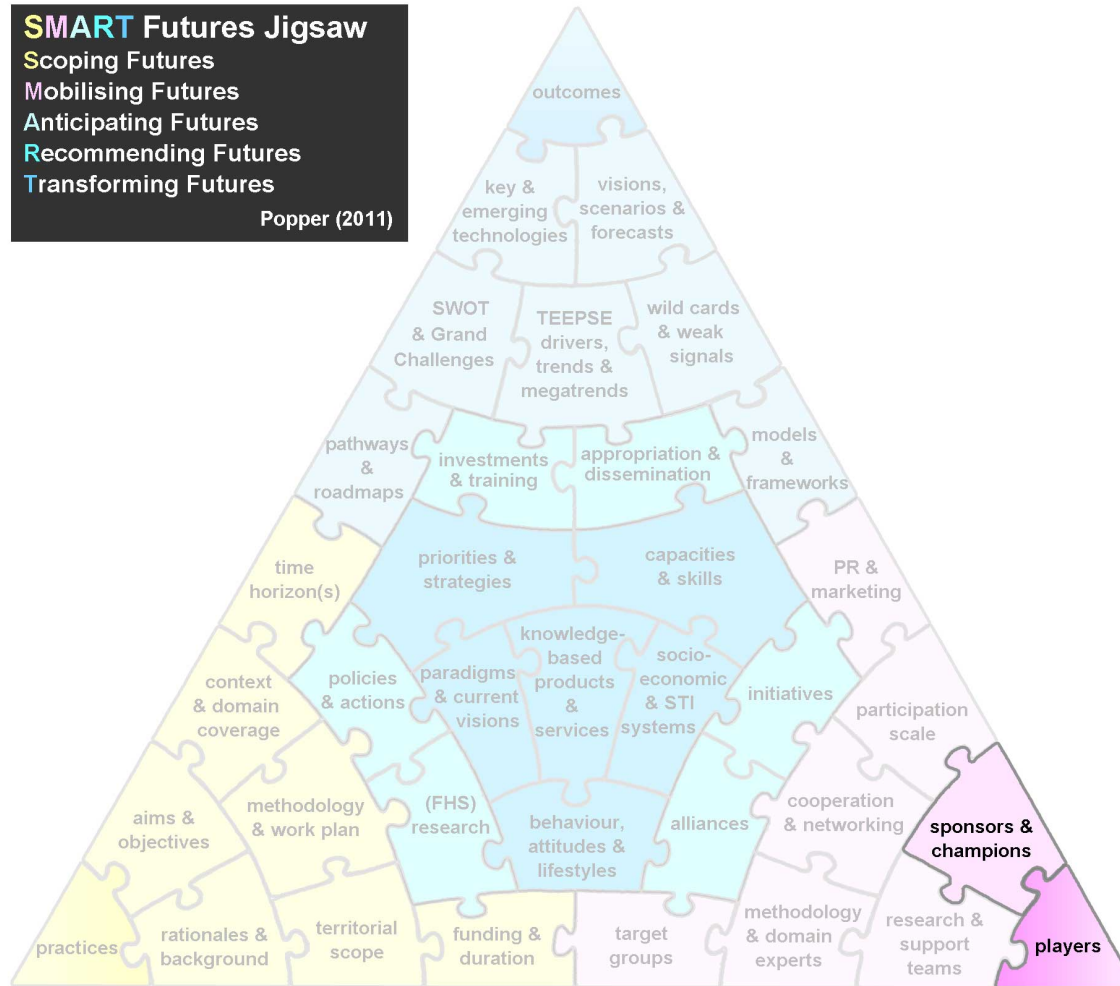 SMART Futures Jigsaw
Scoping Futures
Mobilising Futures
Anticipating Futures
Recommending Futures
Transforming Futures
Popper (2011)
outcomes
key &
emerging
technologies
visions,
scenarios &
forecasts
SWOT
& Grand
Challenges
TEEPSE
drivers,
trends &
megatrends
wild cards
& weak
signals
pathways
&
roadmaps
investments
& training
appropriation &
dissemination
models
&
frameworks
time
horizon(s)
priorities &
strategies
capacities
& skills
PR &
marketing
context
& domain
coverage
policies
& actions
paradigms
& current
visions
knowledge-
based
products
&
services
socio-
economic
& STI
systems
initiatives
participation
scale
aims &
objectives
methodology
& work plan
(FHS)
research
behaviour,
attitudes &
lifestyles
alliances
cooperation
& networking
sponsors &
champions
practices
rationales &
background
territorial
scope
funding &
duration
target
groups
methodology
& domain
experts
research &
support
teams
players